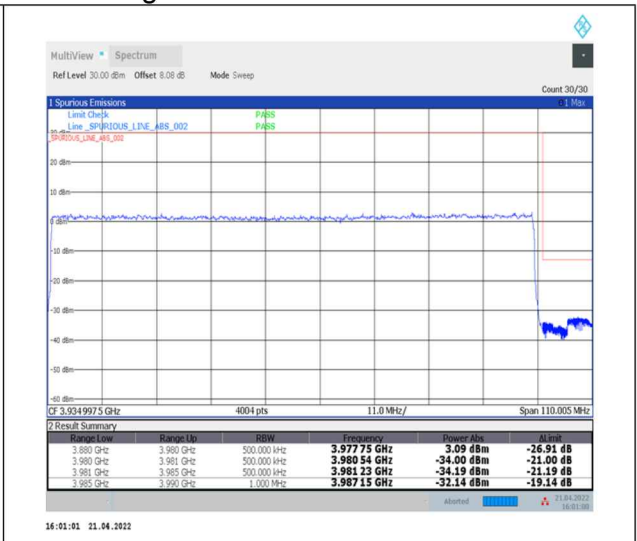 MultiView Spectrum
Ref Level 30.00 dBm Offset 8.08 dB Mode Sweep
Count 30/30
1 Spurious Emissions 1 Max
Limit Check PASS
Line _SPURIOUS_LINE_ABS_002 PASS
_SPURIOUS_LINE_ABS_002
20 dBm
10 dBm
0 dBm
-10 dBm
-20 dBm
-30 dBm
-40 dBm
-50 dBm
-60 dBm
CF 3.9349975 GHz 4004 pts 11.0 MHz/ Span 110.005 MHz
2 Result Summary
Range Low Range Up RBW Frequency Power Abs ΔLimit
3.880 GHz 3.980 GHz 500.000 kHz 3.977 75 GHz 3.09 dBm -26.91 dB
3.980 GHz 3.981 GHz 500.000 kHz 3.980 54 GHz -34.00 dBm -21.00 dB
3.981 GHz 3.985 GHz 500.000 kHz 3.981 23 GHz -34.19 dBm -21.19 dB
3.985 GHz 3.990 GHz 1.000 MHz 3.987 15 GHz -32.14 dBm -19.14 dB
Aborted 21.04.2022
16:01:00
16:01:01 21.04.2022